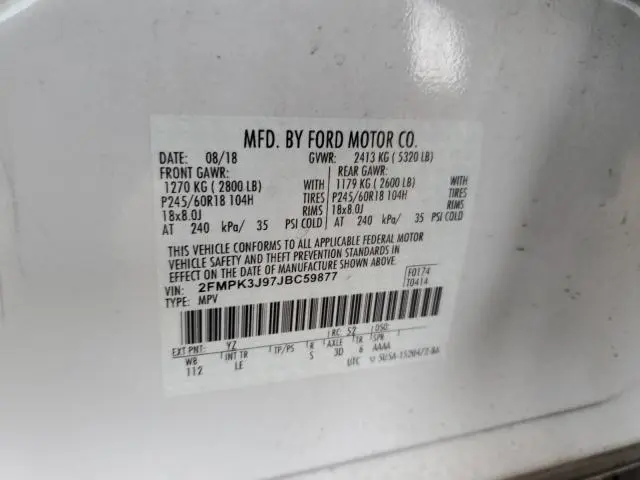 MFD. BY FORD MOTOR CO.
DATE: 08/18 GVWR: 2413 KG ( 5320 LB)
FRONT GAWR: REAR GAWR:
1270 KG ( 2800 LB) WITH 1179 KG ( 2600 LB) WITH
P245/60R18 104H TIRES P245/60R18 104H TIRES
18x8.0J RIMS 18x8.0J RIMS
AT 240 kPa/ 35 PSI COLD AT 240 kPa/ 35 PSI COLD
THIS VEHICLE CONFORMS TO ALL APPLICABLE FEDERAL MOTOR
VEHICLE SAFETY AND THEFT PREVENTION STANDARDS IN
EFFECT ON THE DATE OF MANUFACTURE SHOWN ABOVE
VIN: 2FMPK3J97JBC59877 F0174
TYPE: MPV T0414
EXT PNT: YZ RC: 52 DSO:
WB INT TR TP/PS R AXLE TR SPR
112 LE S 3D 6 AAAA
UTC